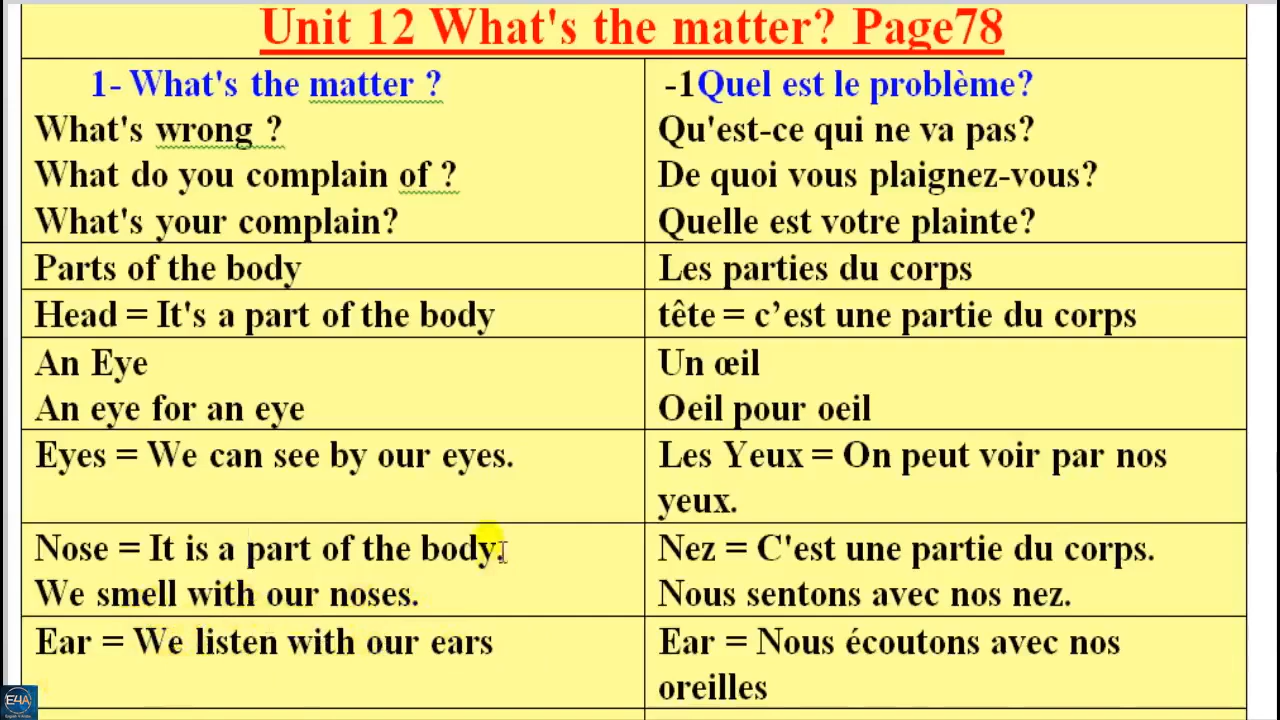 Unit 12 What's the matter? Page78
1- What's the matter ?
What's wrong ?
What do you complain of ?
What's your complain?
-1Quel est le problème?
Qu'est-ce qui ne va pas?
De quoi vous plaignez-vous?
Quelle est votre plainte?
Parts of the body
Les parties du corps
Head = It's a part of the body
tête = c’est une partie du corps
An Eye
An eye for an eye
Un œil
Oeil pour oeil
Eyes = We can see by our eyes.
Les Yeux = On peut voir par nos
yeux.
Nose = It is a part of the body.
We smell with our noses.
Nez = C'est une partie du corps.
Nous sentons avec nos nez.
Ear = We listen with our ears
Ear = Nous écoutons avec nos
oreilles
E4A